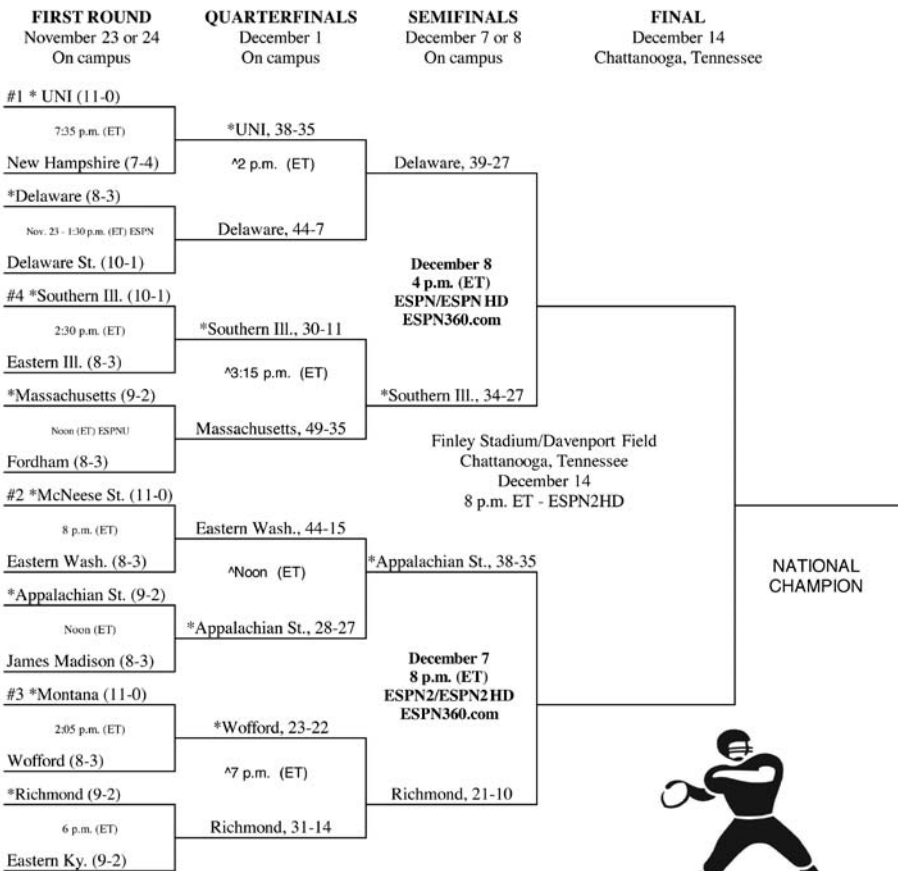 FIRST ROUND
November 23 or 24
On campus
QUARTERFINALS
December 1
On campus
SEMIFINALS
December 7 or 8
On campus
FINAL
December 14
Chattanooga, Tennessee
#1 * UNI (11-0)
7:35 p.m. (ET)
New Hampshire (7-4)
*Delaware (8-3)
Nov. 23 - 1:30 p.m. (ET) ESPN
Delaware St. (10-1)
#4 *Southern Ill. (10-1)
2:30 p.m. (ET)
Eastern Ill. (8-3)
*Massachusetts (9-2)
Noon (ET) ESPNU
Fordham (8-3)
#2 *McNeese St. (11-0)
8 p.m. (ET)
Eastern Wash. (8-3)
*Appalachian St. (9-2)
Noon (ET)
James Madison (8-3)
#3 *Montana (11-0)
2:05 p.m. (ET)
Wofford (8-3)
*Richmond (9-2)
6 p.m. (ET)
Eastern Ky. (9-2)
*UNI, 38-35
^2 p.m. (ET)
Delaware, 44-7
*Southern Ill., 30-11
^3:15 p.m. (ET)
Massachusetts, 49-35
Eastern Wash., 44-15
^Noon (ET)
*Appalachian St., 28-27
*Wofford, 23-22
^7 p.m. (ET)
Richmond, 31-14
Delaware, 39-27
December 8
4 p.m. (ET)
ESPN/ESPN HD
ESPN360.com
*Southern Ill., 34-27
Finley Stadium/Davenport Field
Chattanooga, Tennessee
December 14
8 p.m. ET - ESPN2HD
*Appalachian St., 38-35
December 7
8 p.m. (ET)
ESPN2/ESPN2HD
ESPN360.com
Richmond, 21-10
NATIONAL
CHAMPION